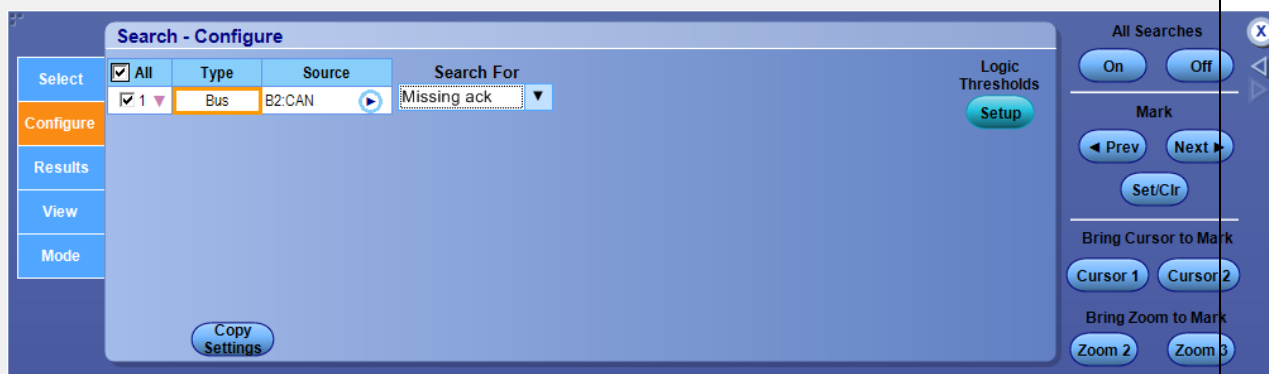 Search - Configure
All Searches
X
Select
All
Type
Source
Search For
Logic
Thresholds
On
Off
1
Bus
B2:CAN
Missing ack
Setup
Configure
Mark
Results
Prev
Next
View
Set/Clr
Mode
Bring Cursor to Mark
Cursor 1
Cursor 2
Bring Zoom to Mark
Copy
Settings
Zoom 2
Zoom 3